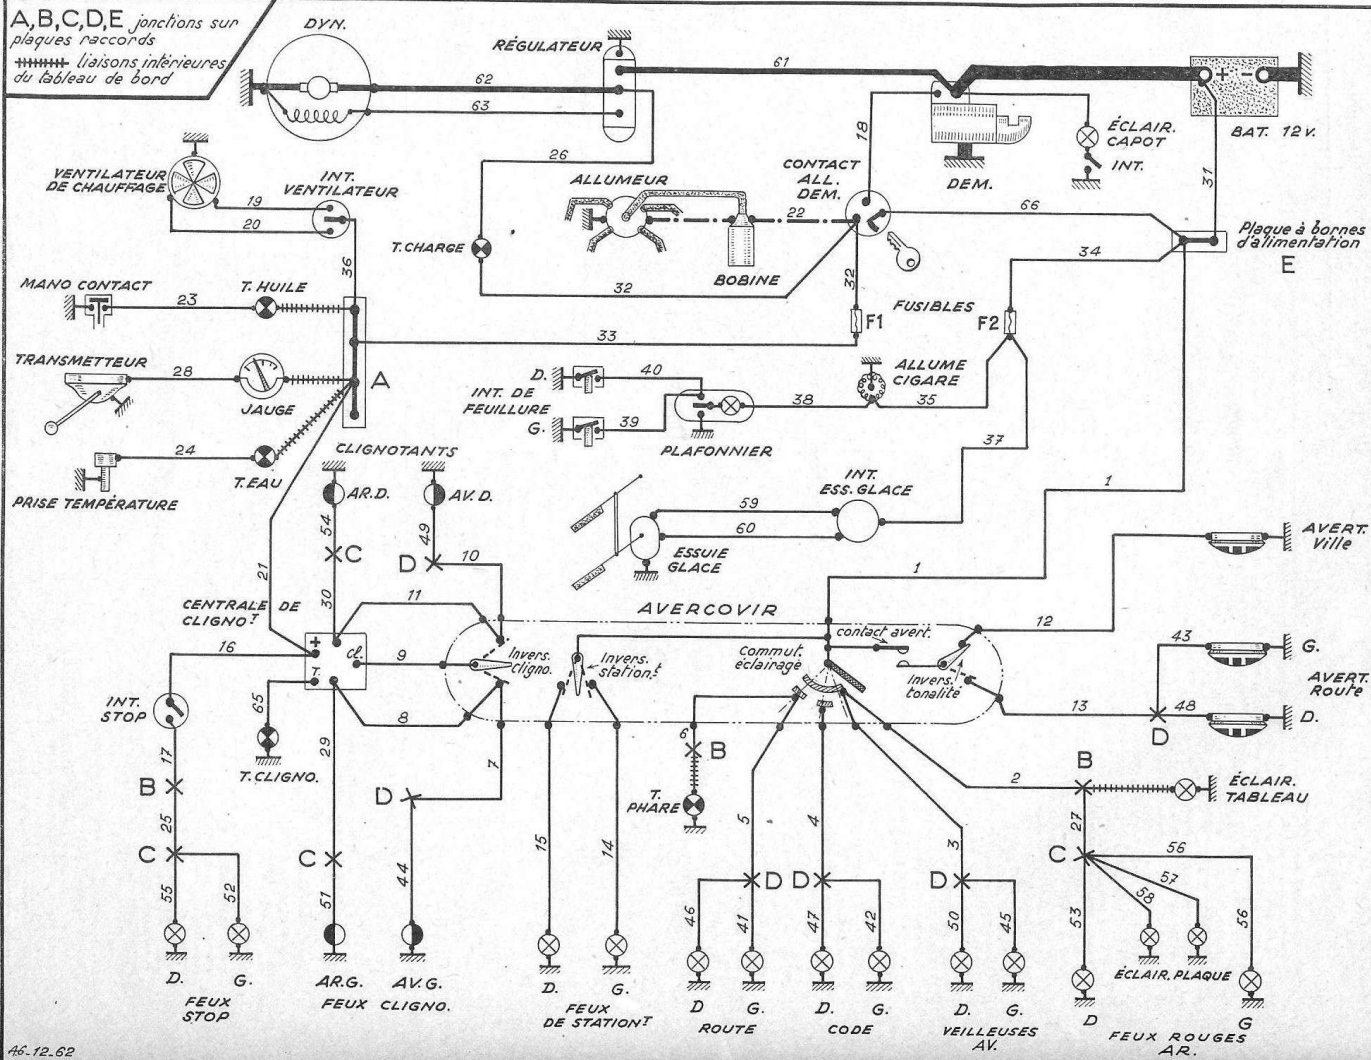 A,B,C,D,E jonctions sur
plaques raccords
liaisons intérieures
du tableau de bord
DYN.
RÉGULATEUR
62
63
61
26
18
ÉCLAIR.
CAPOT
INT.
BAT. 12 v.
DEM.
31
VENTILATEUR
DE CHAUFFAGE
INT.
VENTILATEUR
19
20
36
ALLUMEUR
CONTACT
ALL.
DEM.
22
66
T. CHARGE
BOBINE
32
32
34
Plaque à bornes
d'alimentation
E
MANO CONTACT
23
T. HUILE
FUSIBLES
F1
F2
33
TRANSMETTEUR
28
JAUGE
A
D.
40
INT. DE
FEUILLURE
G.
39
38
PLAFONNIER
ALLUME
CIGARE
35
37
24
T. EAU
PRISE TEMPÉRATURE
CLIGNOTANTS
AR. D.
AV. D.
54
49
C
D
10
59
60
ESSUIE
GLACE
INT.
ESS. GLACE
1
1
AVERT.
Ville
21
30
11
CENTRALE DE
CLIGNOT
+
cl.
T.
16
9
8
65
AVERCOVIR
Invers.
cligno.
Invers.
stationt
Commut.
éclairage
contact avert.
Invers.
tonalité
12
43
G.
AVERT.
Route
13
48
D.
D
INT.
STOP
17
B
25
C
55
52
T. CLIGNO.
29
C
51
7
D
44
15
14
6
B
T.
PHARE
5
4
3
2
B
ÉCLAIR.
TABLEAU
27
C
56
57
58
53
56
D
D
D
46
41
47
42
50
45
D.
G.
FEUX
STOP
AR.G.
AV. G.
FEUX CLIGNO.
D.
G.
FEUX
DE STATIONT
D
G.
ROUTE
D.
G.
CODE
D.
G.
VEILLEUSES
AV.
ÉCLAIR. PLAQUE
D
G
FEUX ROUGES
AR.
46-12-62